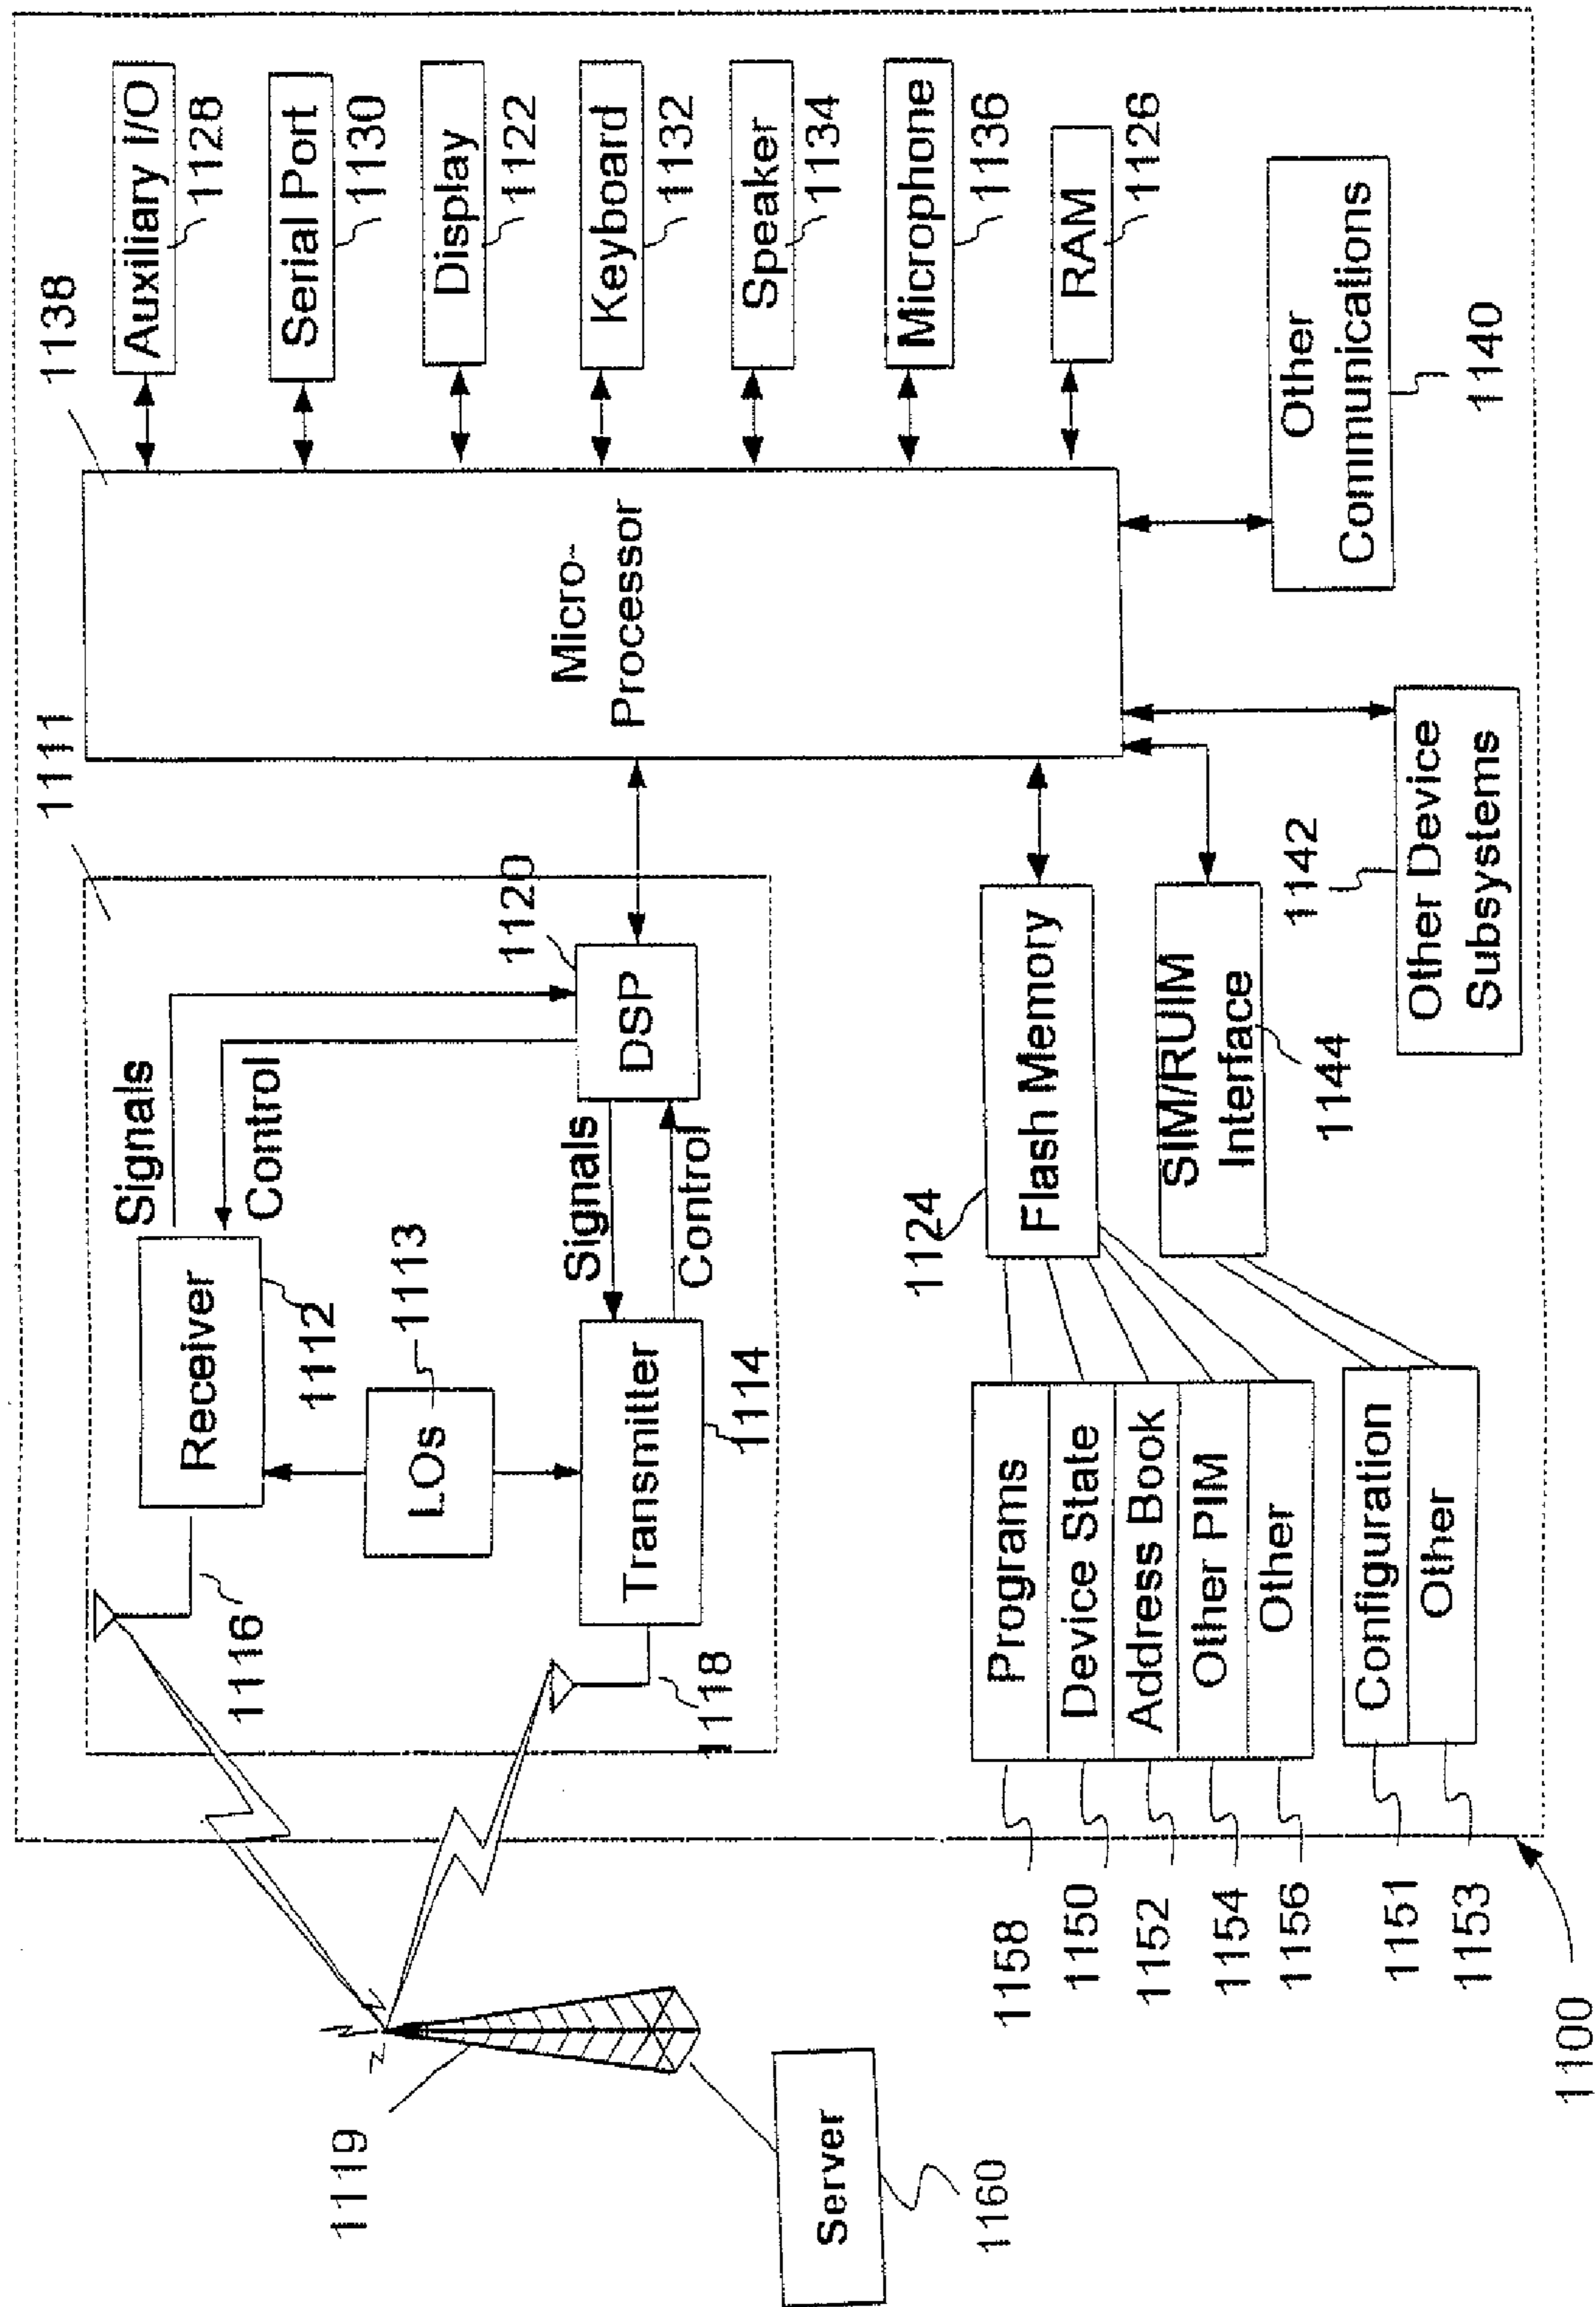 1138
1111
Auxiliary I/O
1128
Serial Port
1130
Display
1122
Keyboard
1132
Speaker
1134
Microphone
1136
RAM
1126
Micro-
Processor
Other
Communications
1140
Other Device
Subsystems
1142
Signals
Control
1120
DSP
Signals
Control
Receiver
1112
LOs
1113
Transmitter
1114
1116
1118
1124
Flash Memory
SIM/RUIM
Interface
1144
Programs
Device State
Address Book
Other PIM
Other
Configuration
Other
1158
1150
1152
1154
1156
1151
1153
1119
Server
1160
1100